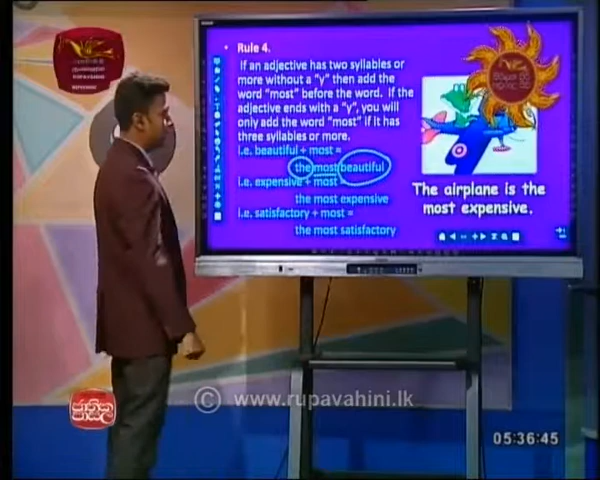 RUPAVAHINI
• Rule 4.
If an adjective has two syllables or
more without a "y" then add the
word "most" before the word. If the
adjective ends with a "y", you will
only add the word "most" if it has
three syllables or more.
i.e. beautiful + most =
the most beautiful
i.e. expensive + most =
the most expensive
i.e. satisfactory + most =
the most satisfactory
The airplane is the
most expensive.
© www.rupavahini.lk
05:36:45